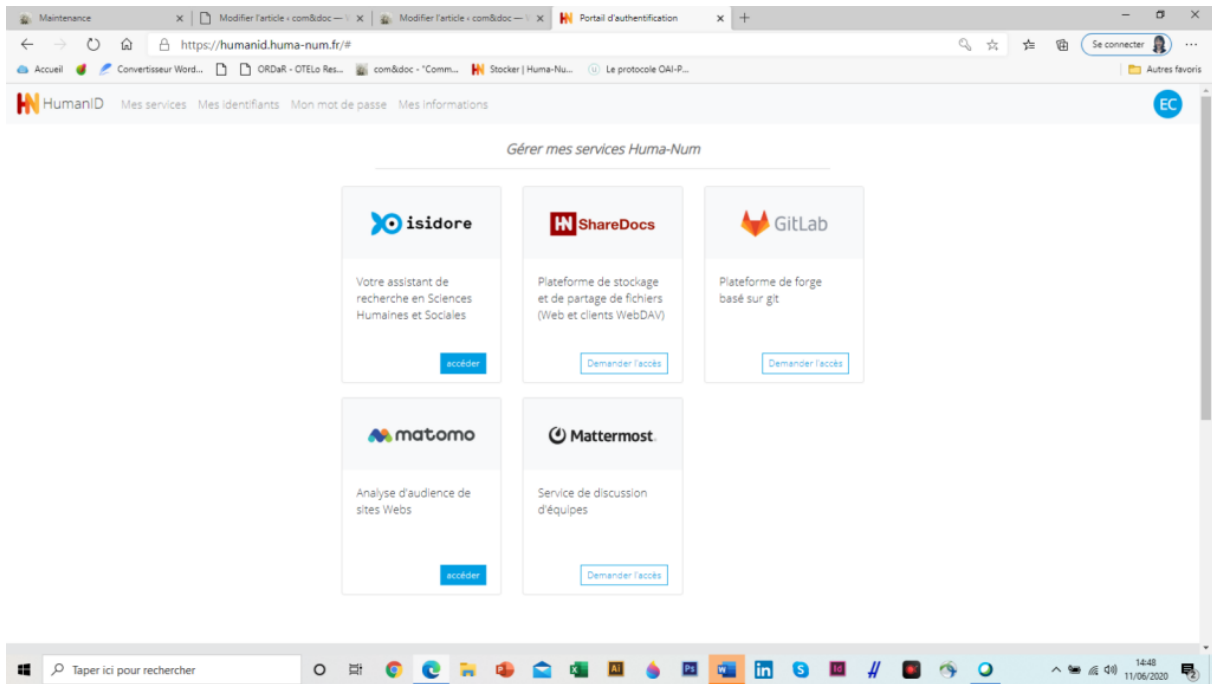 Maintenance
Modifier l'article ‹ com&doc —
Modifier l'article ‹ com&doc —
Portail d'authentification
https://humanid.huma-num.fr/#
Se connecter
Accueil
Convertisseur Word...
ORDaR - OTELo Res...
com&doc - "Comm...
Stocker | Huma-Nu...
Le protocole OAI-P...
Autres favoris
HumanID Mes services Mes identifiants Mon mot de passe Mes informations
EC
Gérer mes services Huma-Num
isidore
Votre assistant de
recherche en Sciences
Humaines et Sociales
accéder
ShareDocs
Plateforme de stockage
et de partage de fichiers
(Web et clients WebDAV)
Demander l'accès
GitLab
Plateforme de forge
basé sur git
Demander l'accès
matomo
Analyse d'audience de
sites Webs
accéder
Mattermost
Service de discussion
d'équipes
Demander l'accès
Taper ici pour rechercher
14:48
11/06/2020